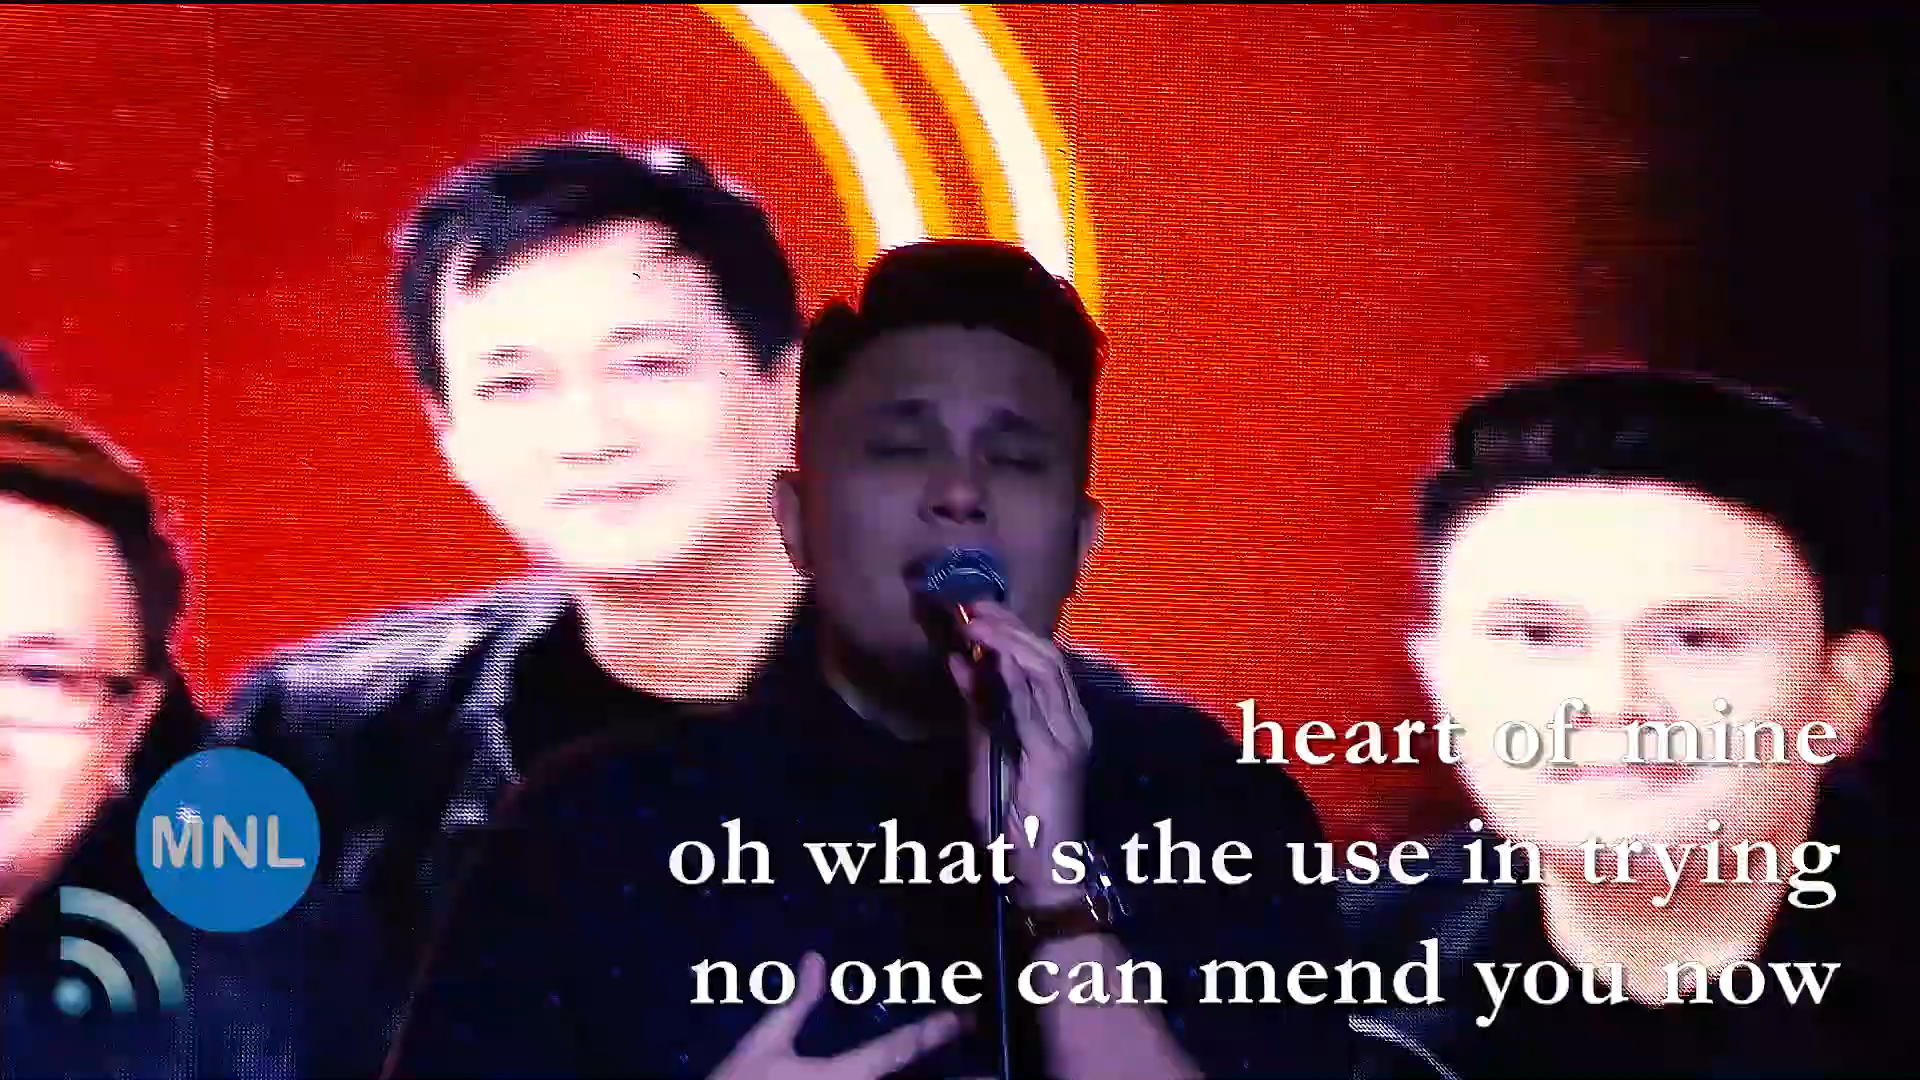 heart of mine
oh what's the use in trying
no one can mend you now
MNL